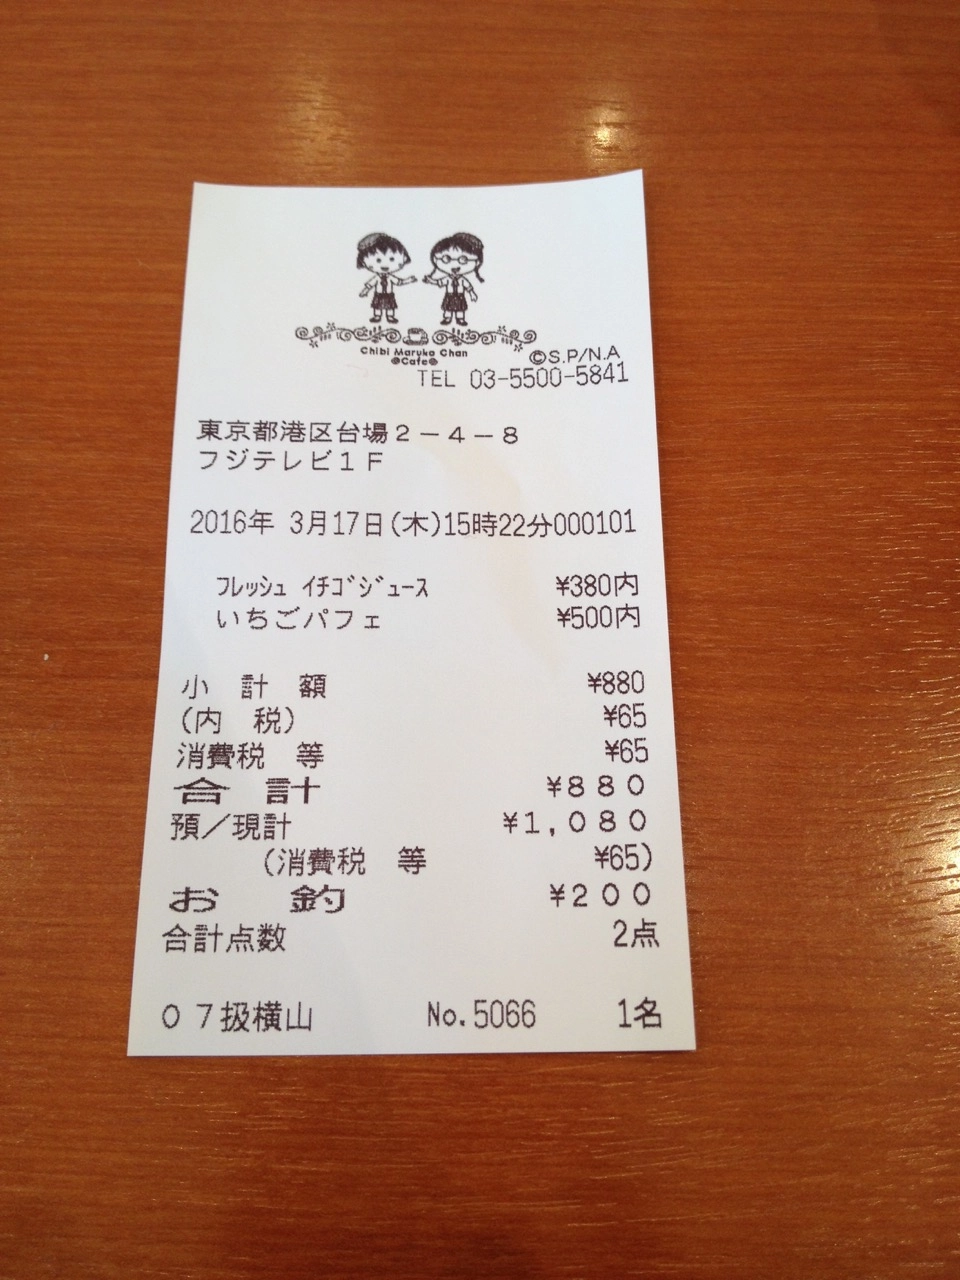 Chibi Maruko Chan
Cafe
©S.P/N.A
TEL 03-5500-5841
東京都港区台場2-4-8
フジテレビ1F
2016年 3月17日(木)15時22分000101
フレッシュ イチゴジュース ¥380内
いちごパフェ ¥500内
小計額 ¥880
(内 税) ¥65
消費税 等 ¥65
合計 ¥880
預/現計 ¥1,080
(消費税 等 ¥65)
お釣 ¥200
合計点数 2点
07扱横山 No.5066 1名